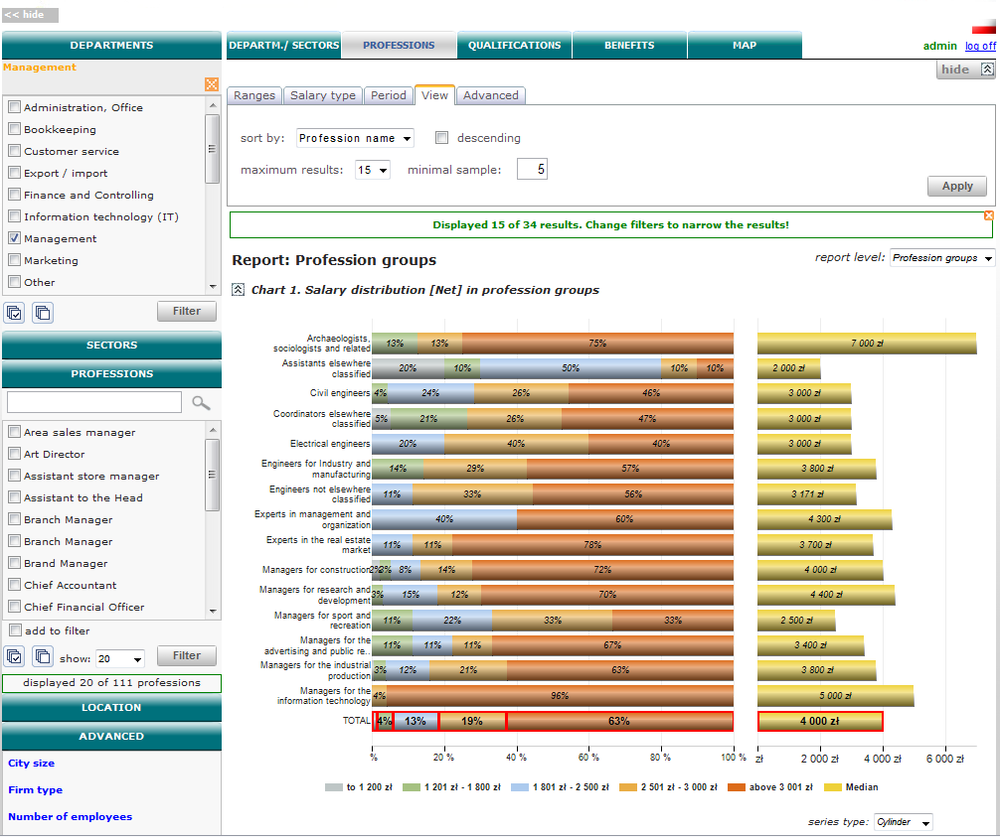 << hide
DEPARTMENTS
Management
Administration, Office
Bookkeeping
Customer service
Export / import
Finance and Controlling
Information technology (IT)
Management
Marketing
Other
Filter
SECTORS
PROFESSIONS
Area sales manager
Art Director
Assistant store manager
Assistant to the Head
Branch Manager
Branch Manager
Brand Manager
Chief Accountant
Chief Financial Officer
add to filter
show: 20 Filter
displayed 20 of 111 professions
LOCATION
ADVANCED
City size
Firm type
Number of employees
DEPARTM./ SECTORS PROFESSIONS QUALIFICATIONS BENEFITS MAP
admin log off
hide
Ranges Salary type Period View Advanced
sort by: Profession name descending
maximum results: 15 minimal sample: 5
Apply
Displayed 15 of 34 results. Change filters to narrow the results!
Report: Profession groups
report level: Profession groups
Chart 1. Salary distribution [Net] in profession groups
Archaeologists,
sociologists and related 13% 13% 75% 7 000 zł
Assistants elsewhere
classified 20% 10% 50% 10% 10% 2 000 zł
Civil engineers 4% 24% 26% 46% 3 000 zł
Coordinators elsewhere
classified 5% 21% 26% 47% 3 000 zł
Electrical engineers 20% 40% 40% 3 000 zł
Engineers for Industry and
manufacturing 14% 29% 57% 3 800 zł
Engineers not elsewhere
classified 11% 33% 56% 3 171 zł
Experts in management and
organization 40% 60% 4 300 zł
Experts in the real estate
market 11% 11% 78% 3 700 zł
Managers for construction 8% 14% 72% 4 000 zł
Managers for research and
development 3% 15% 12% 70% 4 400 zł
Managers for sport and
recreation 11% 22% 33% 33% 2 500 zł
Managers for the
advertising and public re.. 11% 11% 11% 67% 3 400 zł
Managers for the industrial
production 3% 12% 21% 63% 3 800 zł
Managers for the
information technology 4% 96% 5 000 zł
TOTAL 4% 13% 19% 63% 4 000 zł
% 20 % 40 % 60 % 80 % 100 % zł 2 000 zł 4 000 zł 6 000 zł
to 1 200 zł 1 201 zł - 1 800 zł 1 801 zł - 2 500 zł 2 501 zł - 3 000 zł above 3 001 zł Median
series type: Cylinder